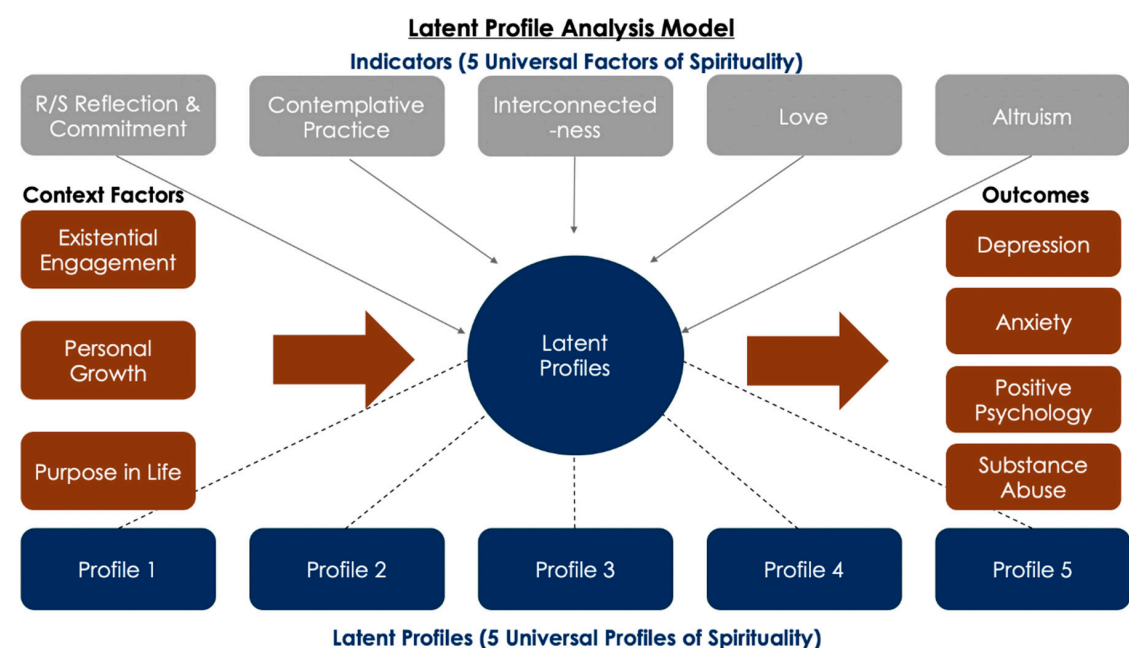 Latent Profile Analysis Model
Indicators (5 Universal Factors of Spirituality)
R/S Reflection &
Commitment
Contemplative
Practice
Interconnected
-ness
Love
Altruism
Context Factors
Existential
Engagement
Personal
Growth
Purpose in Life
Latent
Profiles
Outcomes
Depression
Anxiety
Positive
Psychology
Substance
Abuse
Profile 1
Profile 2
Profile 3
Profile 4
Profile 5
Latent Profiles (5 Universal Profiles of Spirituality)